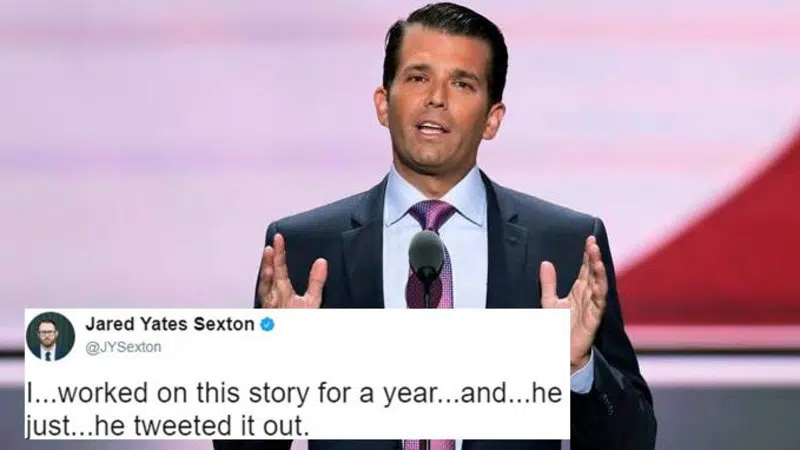 Jared Yates Sexton
@JYSexton
I...worked on this story for a year...and...he
just...he tweeted it out.